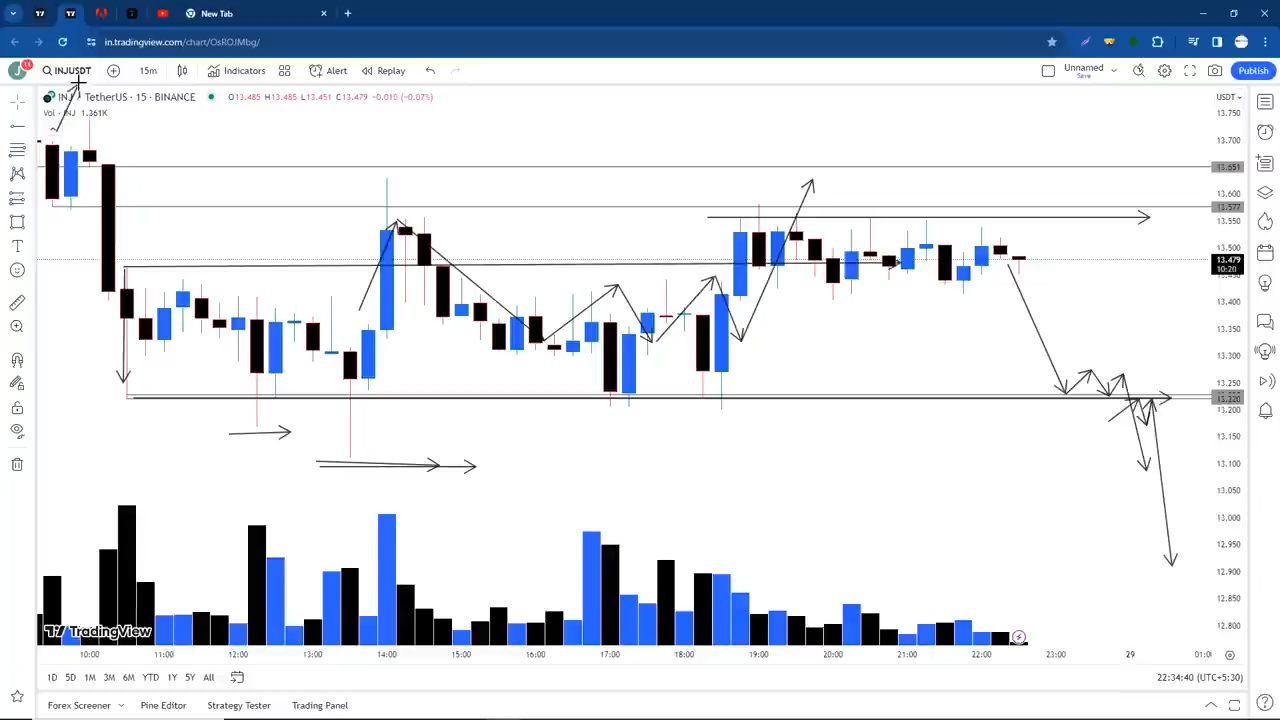 New Tab
in.tradingview.com/chart/OsROJMbg/
J 11 INJUSDT 15m Indicators Alert Replay Unnamed Save Publish
INJ TetherUS · 15 · BINANCE O13.485 H13.485 L13.451 C13.479 −0.010 (−0.07%) USDT
Vol · INJ 1.361K
13.750
13.700
13.651
13.600
13.577
13.550
13.500
13.479
10:20
13.400
13.350
13.300
13.250
13.220
13.200
13.150
13.100
13.050
13.000
12.950
12.900
12.850
12.800
TradingView
10:00 11:00 12:00 13:00 14:00 15:00 16:00 17:00 18:00 19:00 20:00 21:00 22:00 23:00 29 01:00
1D 5D 1M 3M 6M YTD 1Y 5Y All 22:34:40 (UTC+5:30)
Forex Screener Pine Editor Strategy Tester Trading Panel